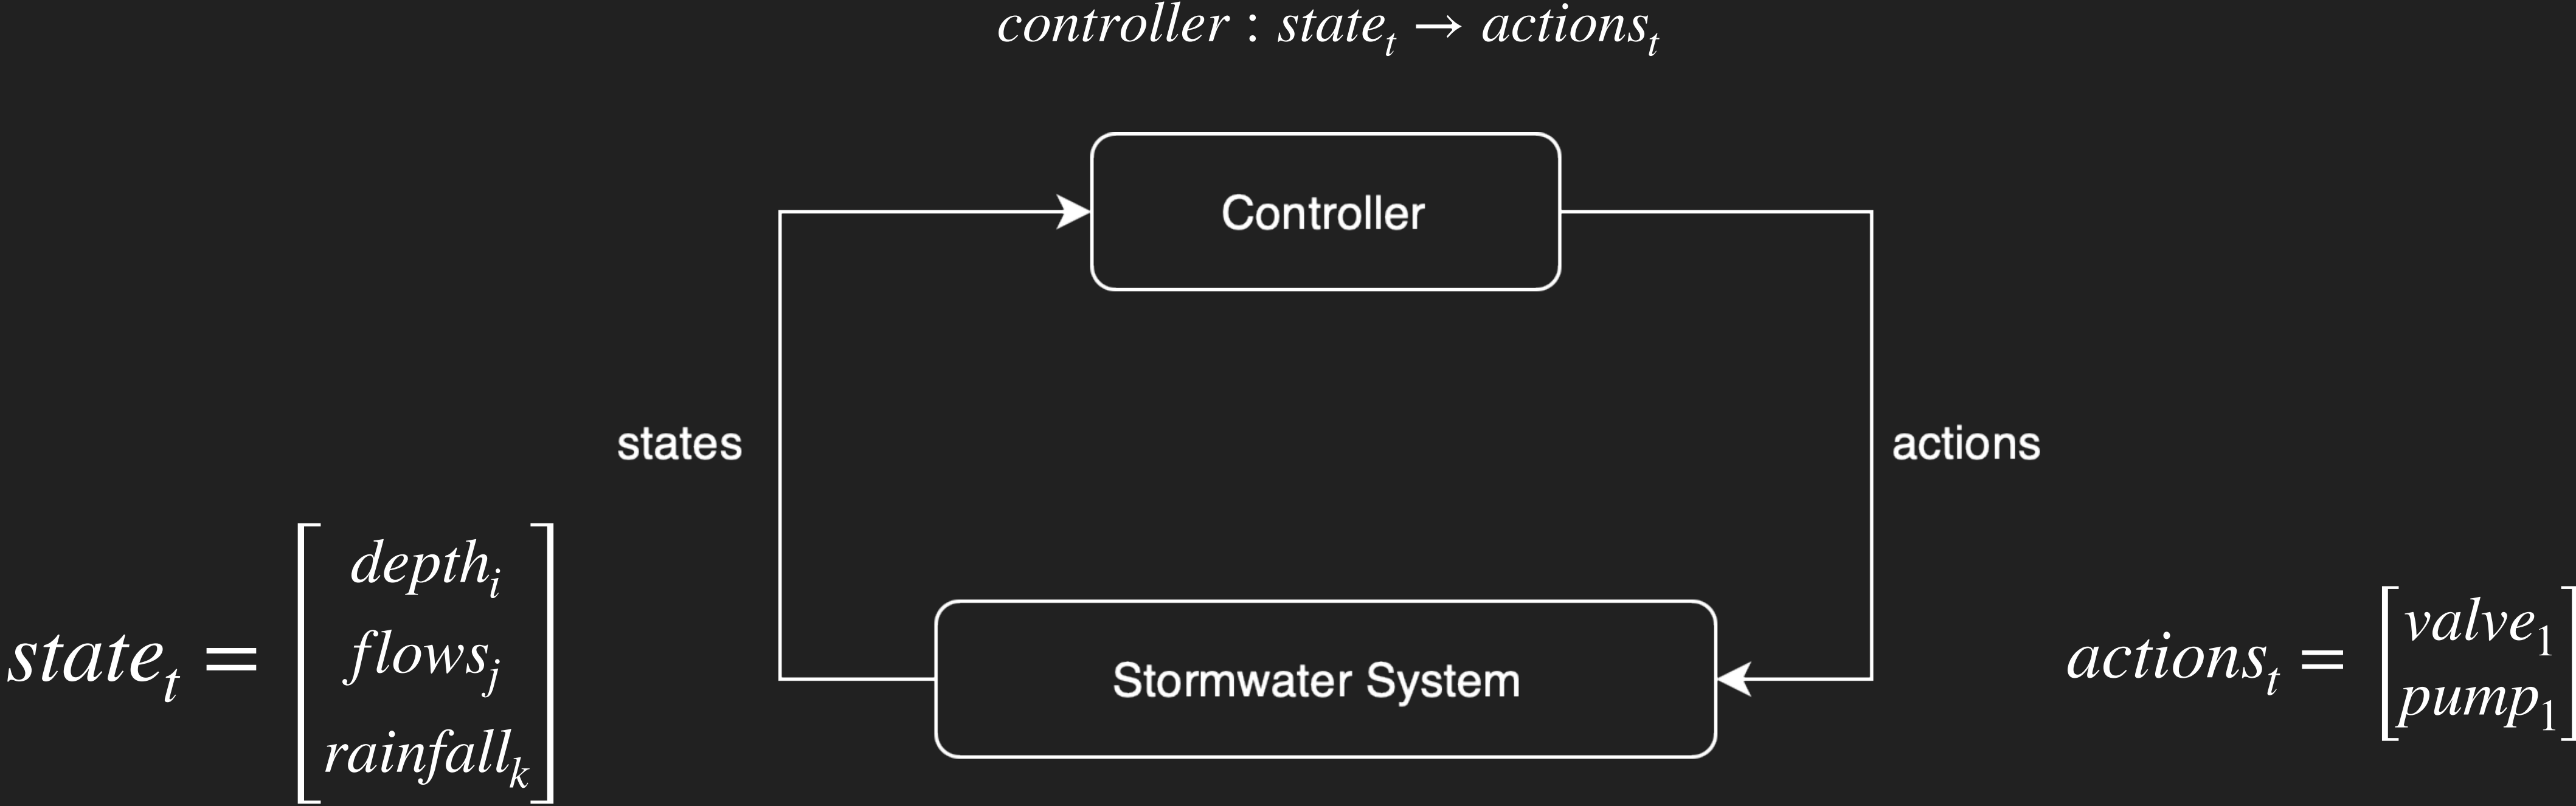 controller : state_t → actions_t
Controller
states
actions
state_t = [depth_i
flows_j
rainfall_k]
Stormwater System
actions_t = [valve_1
pump_1]